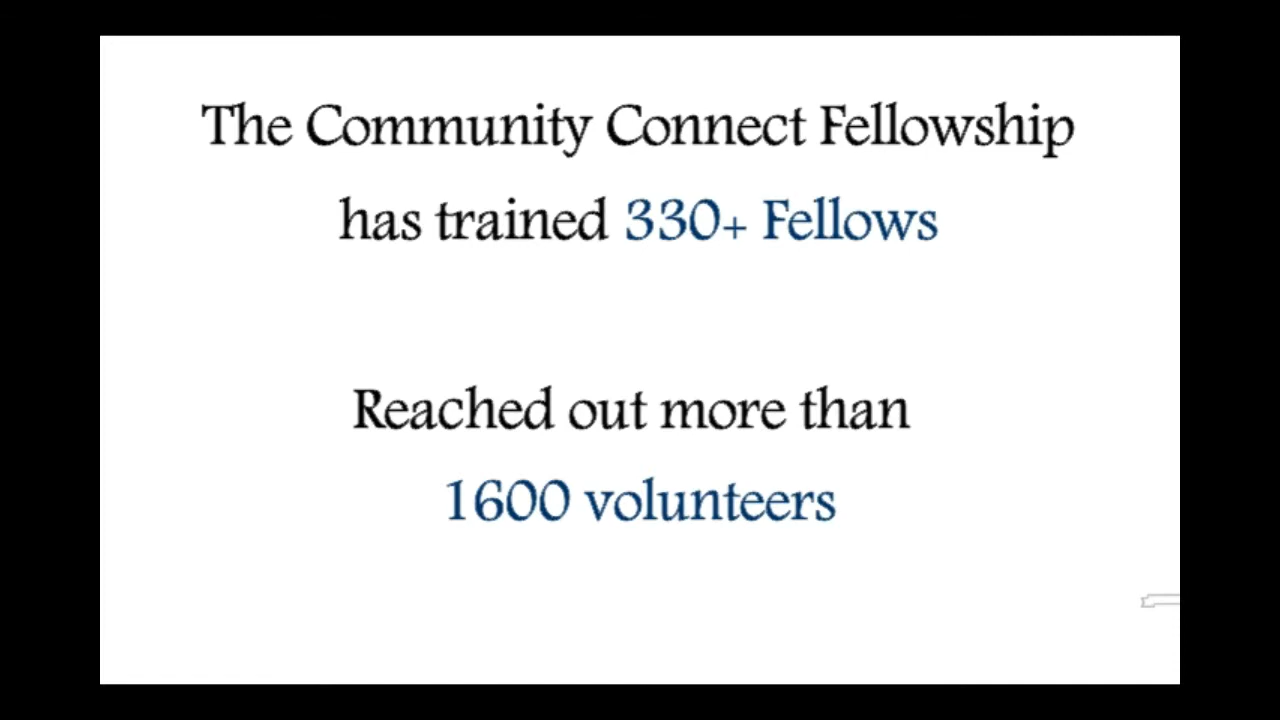 The Community Connect Fellowship
has trained 330+ Fellows
Reached out more than
1600 volunteers